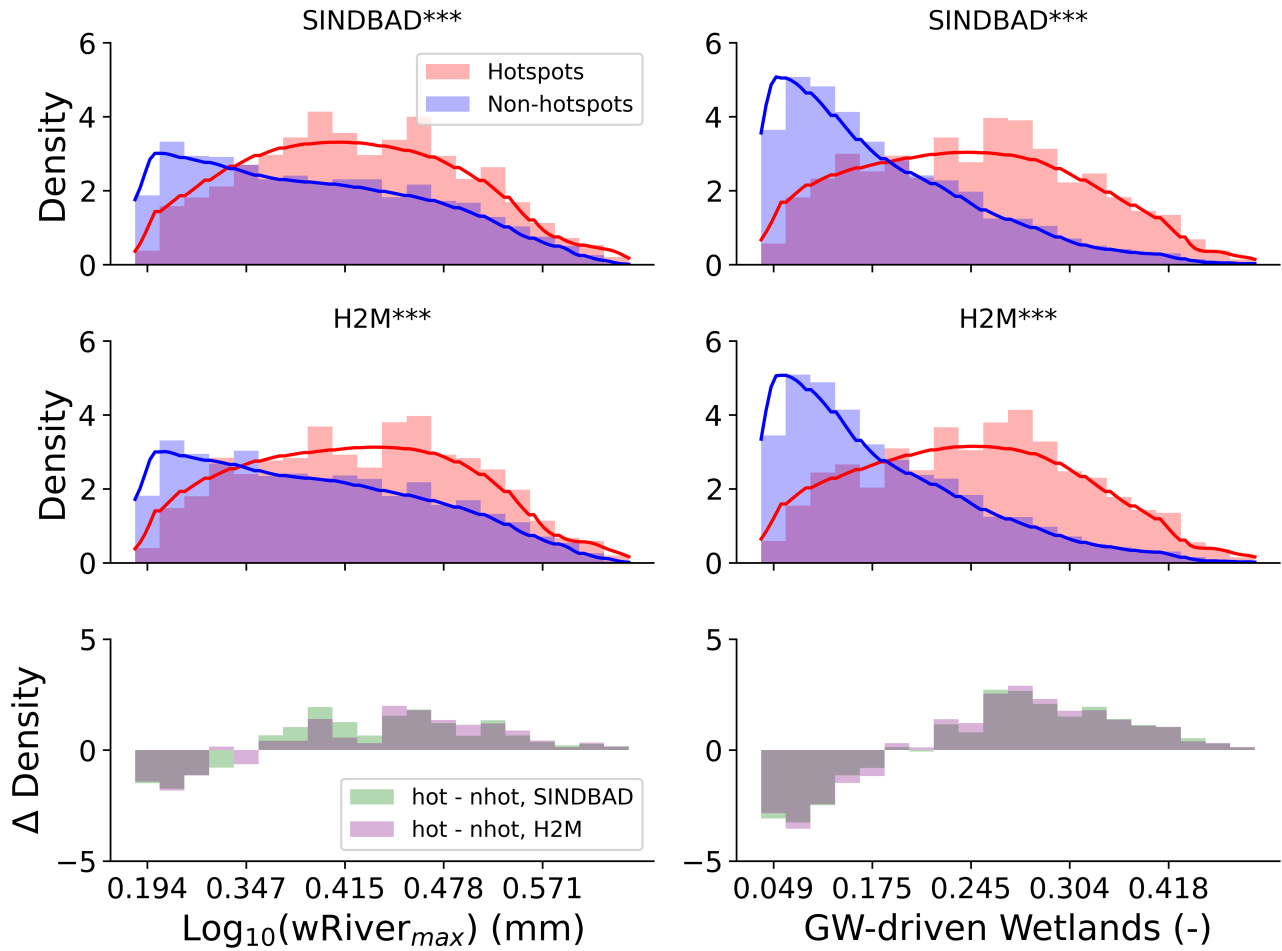 SINDBAD***
SINDBAD***
6
4
2
0
Density
Hotspots
Non-hotspots
6
4
2
0
H2M***
H2M***
6
4
2
0
Density
6
4
2
0
5
0
−5
Δ Density
hot - nhot, SINDBAD
hot - nhot, H2M
5
0
−5
0.194 0.347 0.415 0.478 0.571
0.049 0.175 0.245 0.304 0.418
Log₁₀(wRiverₘₐₓ) (mm)
GW-driven Wetlands (-)